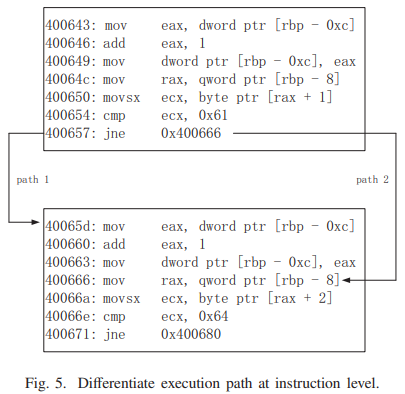 400643: mov eax, dword ptr [rbp - 0xc]
400646: add eax, 1
400649: mov dword ptr [rbp - 0xc], eax
40064c: mov rax, qword ptr [rbp - 8]
400650: movsx ecx, byte ptr [rax + 1]
400654: cmp ecx, 0x61
400657: jne 0x400666
path 1
path 2
40065d: mov eax, dword ptr [rbp - 0xc]
400660: add eax, 1
400663: mov dword ptr [rbp - 0xc], eax
400666: mov rax, qword ptr [rbp - 8]
40066a: movsx ecx, byte ptr [rax + 2]
40066e: cmp ecx, 0x64
400671: jne 0x400680
Fig. 5. Differentiate execution path at instruction level.